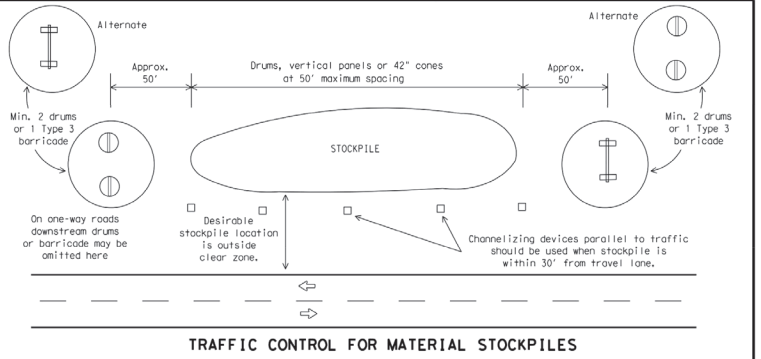 Alternate
Alternate
Approx.
50'
Drums, vertical panels or 42" cones
at 50' maximum spacing
Approx.
50'
Min. 2 drums
or 1 Type 3
barricade
STOCKPILE
Min. 2 drums
or 1 Type 3
barricade
On one-way roads
downstream drums
or barricade may be
omitted here
Desirable
stockpile location
is outside
clear zone.
Channelizing devices parallel to traffic
should be used when stockpile is
within 30' from travel lane.
TRAFFIC CONTROL FOR MATERIAL STOCKPILES